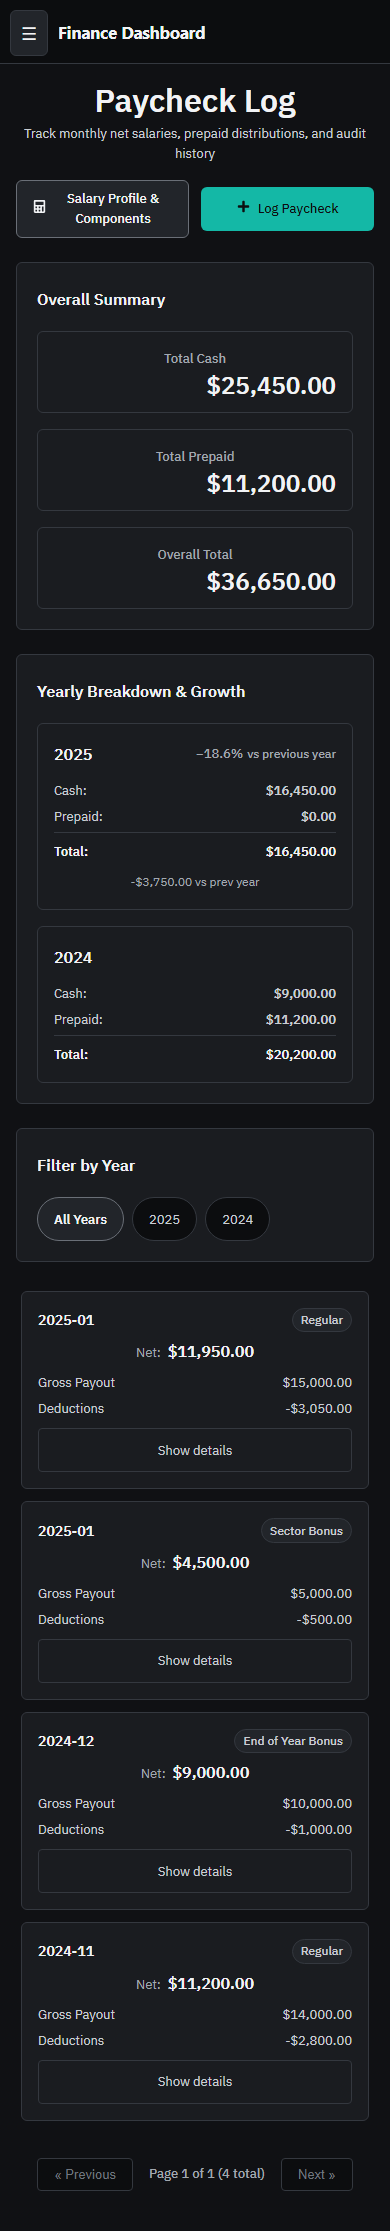 ☰ Finance Dashboard
Paycheck Log
Track monthly net salaries, prepaid distributions, and audit
history
Salary Profile &
Components
+ Log Paycheck
Overall Summary
Total Cash
$25,450.00
Total Prepaid
$11,200.00
Overall Total
$36,650.00
Yearly Breakdown & Growth
2025 −18.6% vs previous year
Cash: $16,450.00
Prepaid: $0.00
Total: $16,450.00
-$3,750.00 vs prev year
2024
Cash: $9,000.00
Prepaid: $11,200.00
Total: $20,200.00
Filter by Year
All Years 2025 2024
2025-01 Regular
Net: $11,950.00
Gross Payout $15,000.00
Deductions -$3,050.00
Show details
2025-01 Sector Bonus
Net: $4,500.00
Gross Payout $5,000.00
Deductions -$500.00
Show details
2024-12 End of Year Bonus
Net: $9,000.00
Gross Payout $10,000.00
Deductions -$1,000.00
Show details
2024-11 Regular
Net: $11,200.00
Gross Payout $14,000.00
Deductions -$2,800.00
Show details
« Previous Page 1 of 1 (4 total) Next »